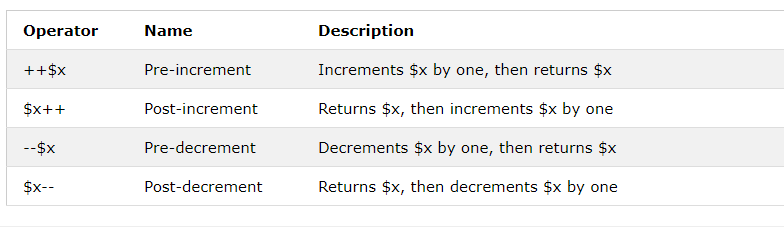 Operator Name Description
++$x Pre-increment Increments $x by one, then returns $x
$x++ Post-increment Returns $x, then increments $x by one
--$x Pre-decrement Decrements $x by one, then returns $x
$x-- Post-decrement Returns $x, then decrements $x by one